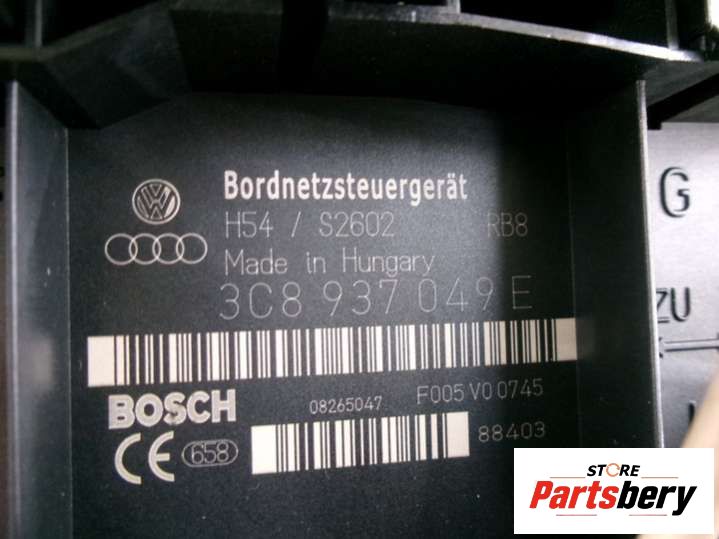 Bordnetzsteuergerät
H54 / S2602 RB8
Made in Hungary
3C8 937 049 E
BOSCH
08265047 F005 V0 0745
CE 658
88403
G
ZU
STORE
Partsbery